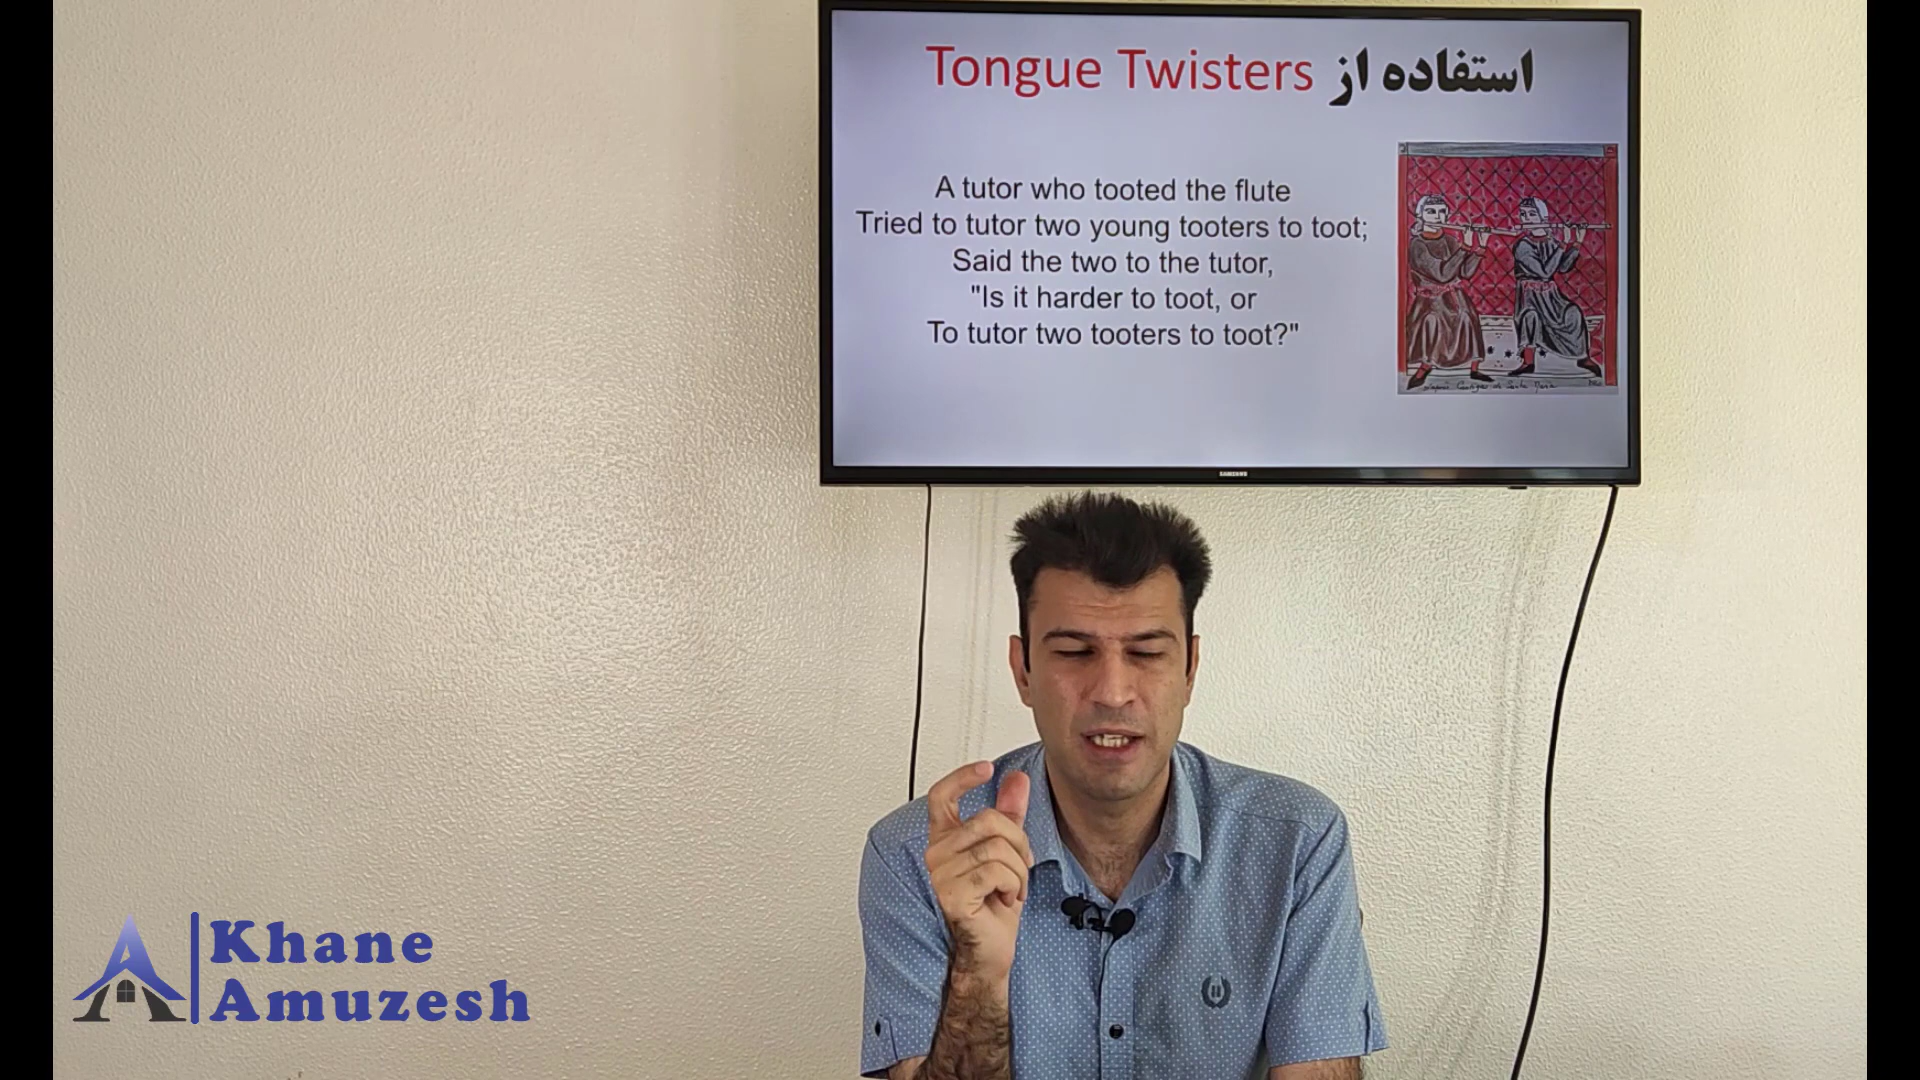 استفاده از Tongue Twisters
A tutor who tooted the flute
Tried to tutor two young tooters to toot;
Said the two to the tutor,
"Is it harder to toot, or
To tutor two tooters to toot?"
SAMSUNG
Khane
Amuzesh